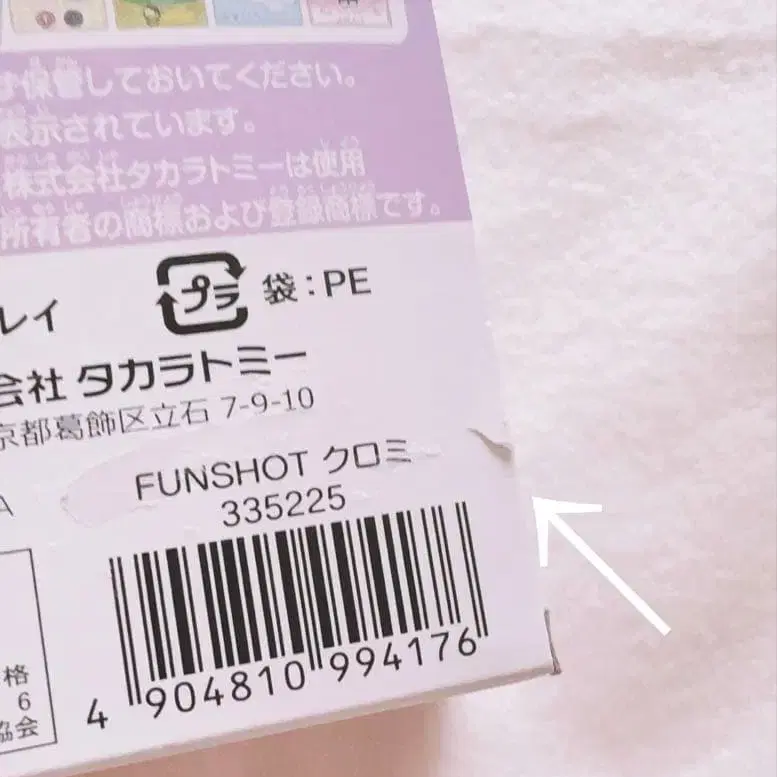 ず保管しておいてください。
表示されています。
株式会社タカラトミーは使用
所有者の商標および登録商標です。
プラ 袋：PE
レイ
会社 タカラトミー
京都葛飾区立石 7-9-10
FUNSHOT クロミ
335225
A
4 904810 994176
格
6
協会